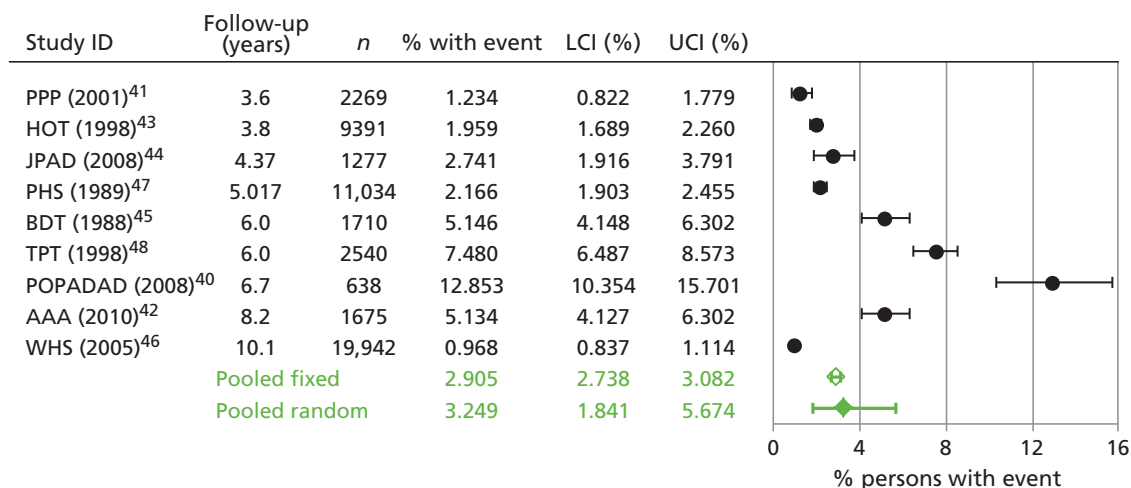 Study ID Follow-up (years) n % with event LCI (%) UCI (%)
PPP (2001)41 3.6 2269 1.234 0.822 1.779
HOT (1998)43 3.8 9391 1.959 1.689 2.260
JPAD (2008)44 4.37 1277 2.741 1.916 3.791
PHS (1989)47 5.017 11,034 2.166 1.903 2.455
BDT (1988)45 6.0 1710 5.146 4.148 6.302
TPT (1998)48 6.0 2540 7.480 6.487 8.573
POPADAD (2008)40 6.7 638 12.853 10.354 15.701
AAA (2010)42 8.2 1675 5.134 4.127 6.302
WHS (2005)46 10.1 19,942 0.968 0.837 1.114
Pooled fixed 2.905 2.738 3.082
Pooled random 3.249 1.841 5.674
0 4 8 12 16
% persons with event